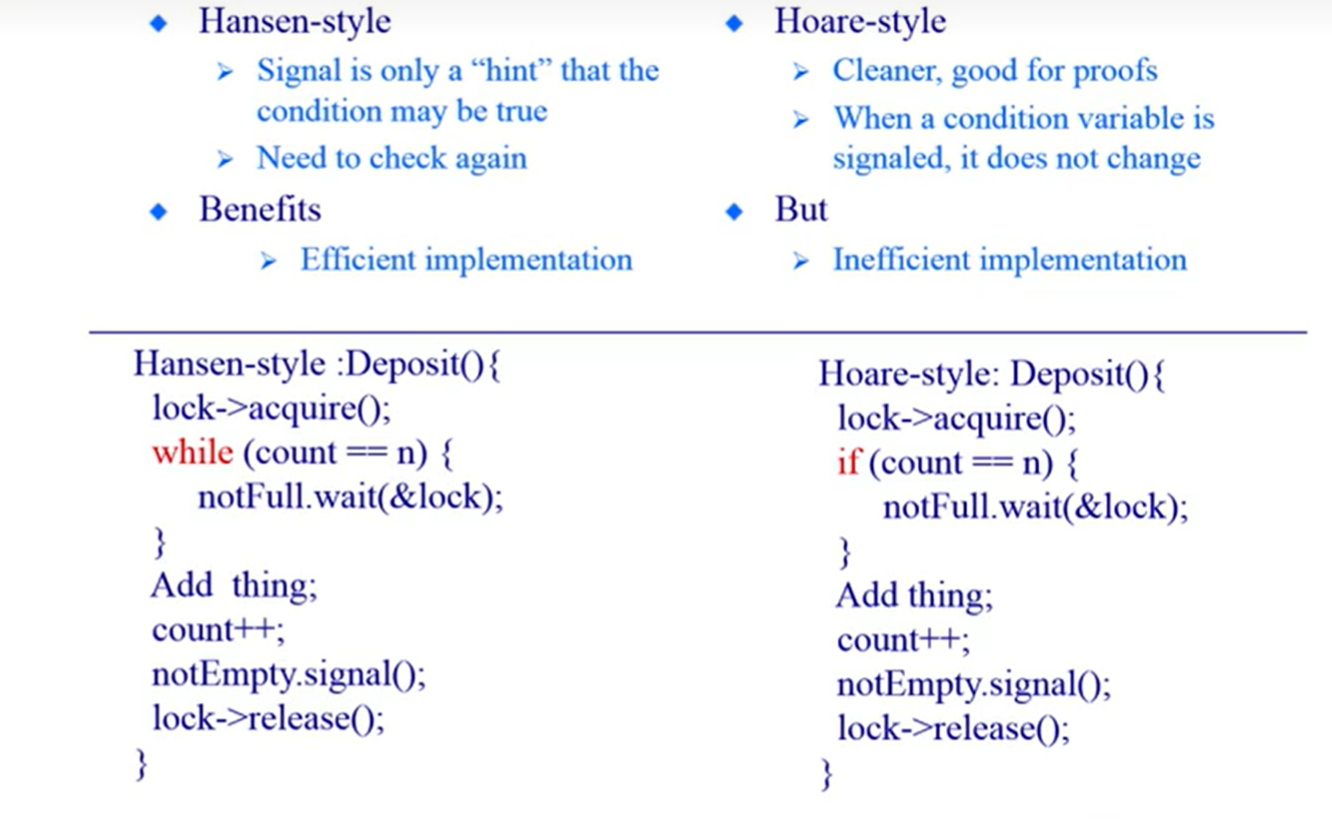 Hansen-style
Signal is only a “hint” that the
condition may be true
Need to check again
Benefits
Efficient implementation
Hoare-style
Cleaner, good for proofs
When a condition variable is
signaled, it does not change
But
Inefficient implementation
Hansen-style :Deposit(){
lock->acquire();
while (count == n) {
notFull.wait(&lock);
}
Add thing;
count++;
notEmpty.signal();
lock->release();
}
Hoare-style: Deposit(){
lock->acquire();
if (count == n) {
notFull.wait(&lock);
}
Add thing;
count++;
notEmpty.signal();
lock->release();
}